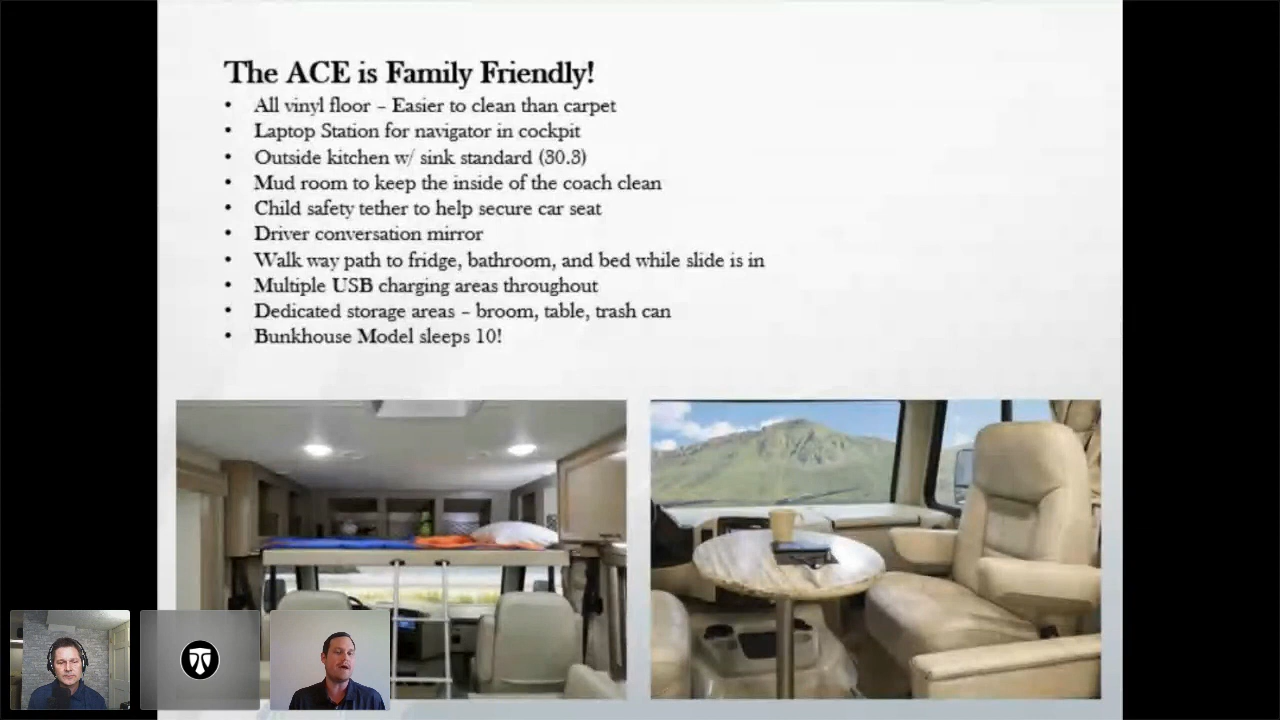 The ACE is Family Friendly!
• All vinyl floor – Easier to clean than carpet
• Laptop Station for navigator in cockpit
• Outside kitchen w/ sink standard (30.3)
• Mud room to keep the inside of the coach clean
• Child safety tether to help secure car seat
• Driver conversation mirror
• Walk way path to fridge, bathroom, and bed while slide is in
• Multiple USB charging areas throughout
• Dedicated storage areas – broom, table, trash can
• Bunkhouse Model sleeps 10!